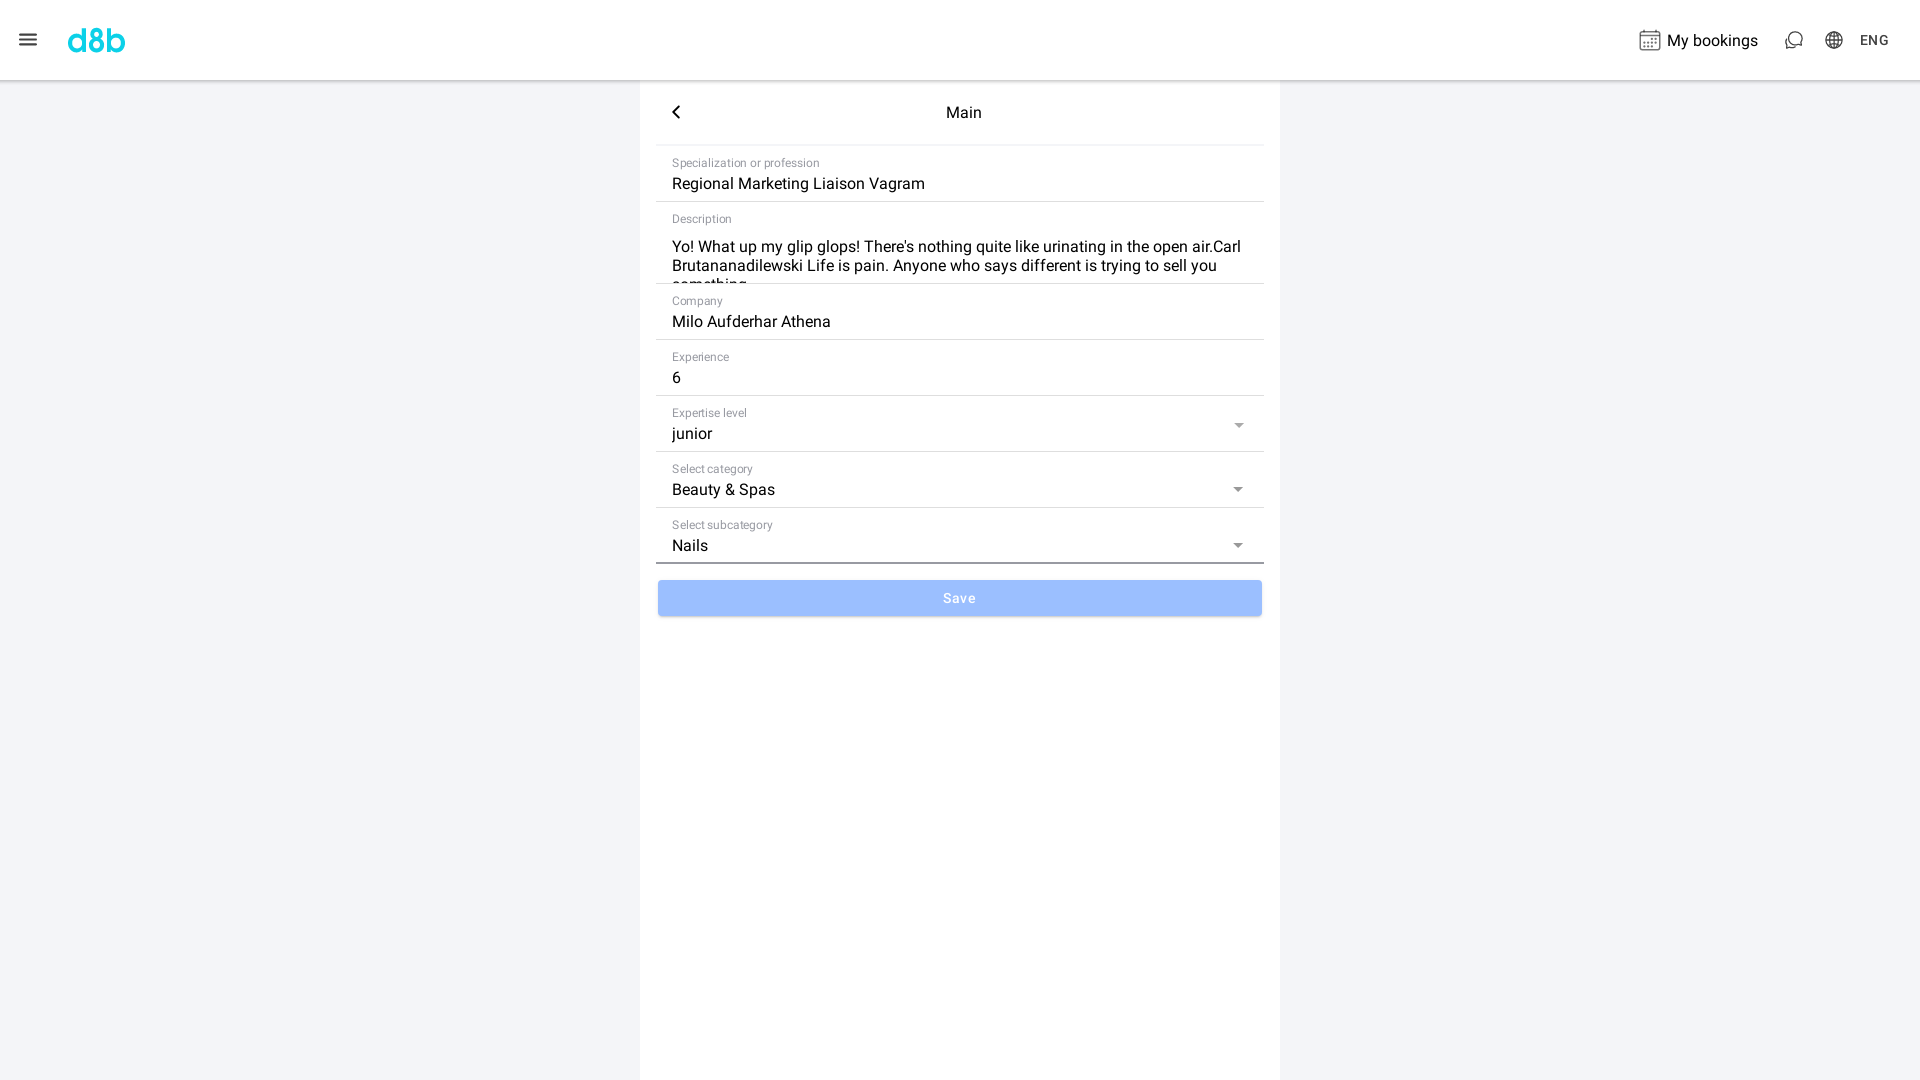 d8b
My bookings
ENG
Main
Specialization or profession
Regional Marketing Liaison Vagram
Description
Yo! What up my glip glops! There's nothing quite like urinating in the open air.Carl
Brutananadilewski Life is pain. Anyone who says different is trying to sell you
something
Company
Milo Aufderhar Athena
Experience
6
Expertise level
junior
Select category
Beauty & Spas
Select subcategory
Nails
Save